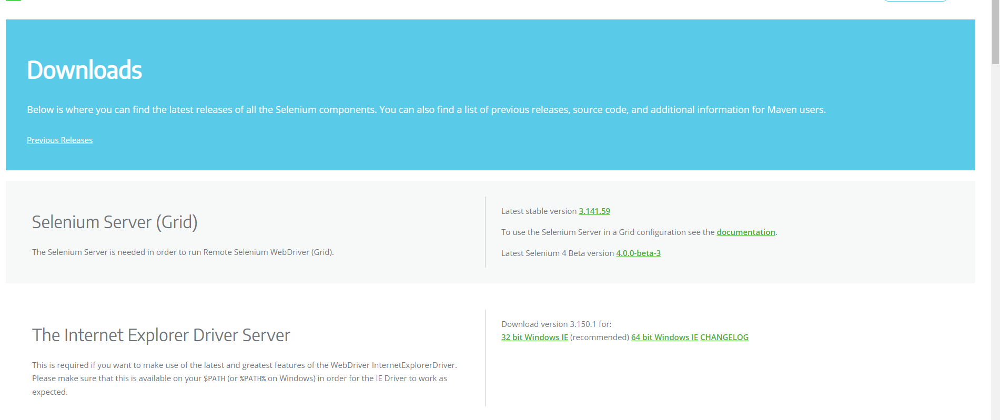 Downloads
Below is where you can find the latest releases of all the Selenium components. You can also find a list of previous releases, source code, and additional information for Maven users.
Previous Releases
Selenium Server (Grid)
The Selenium Server is needed in order to run Remote Selenium WebDriver (Grid).
Latest stable version 3.141.59
To use the Selenium Server in a Grid configuration see the documentation.
Latest Selenium 4 Beta version 4.0.0-beta-3
The Internet Explorer Driver Server
This is required if you want to make use of the latest and greatest features of the WebDriver InternetExplorerDriver.
Please make sure that this is available on your $PATH (or %PATH% on Windows) in order for the IE Driver to work as
expected.
Download version 3.150.1 for:
32 bit Windows IE (recommended) 64 bit Windows IE CHANGELOG